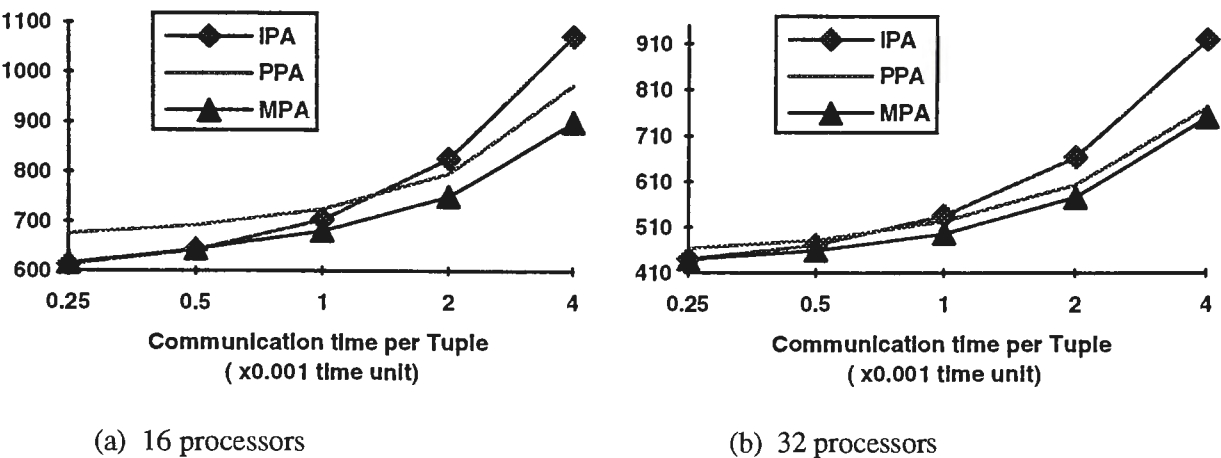 1100
1000
900
800
700
600
IPA
PPA
MPA
0.25 0.5 1 2 4
Communication time per Tuple
( x0.001 time unit)
(a) 16 processors
910
810
710
610
510
410
IPA
PPA
MPA
0.25 0.5 1 2 4
Communication time per Tuple
( x0.001 time unit)
(b) 32 processors